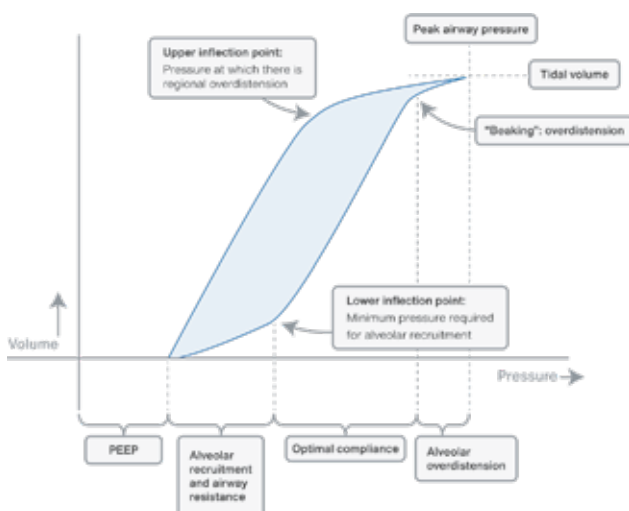 Peak airway pressure
Upper inflection point:
Pressure at which there is
regional overdistension
Tidal volume
"Beaking": overdistension
Lower inflection point:
Minimum pressure required
for alveolar recruitment
Volume
Pressure
PEEP
Alveolar
recruitment
and airway
resistance
Optimal compliance
Alveolar
overdistension